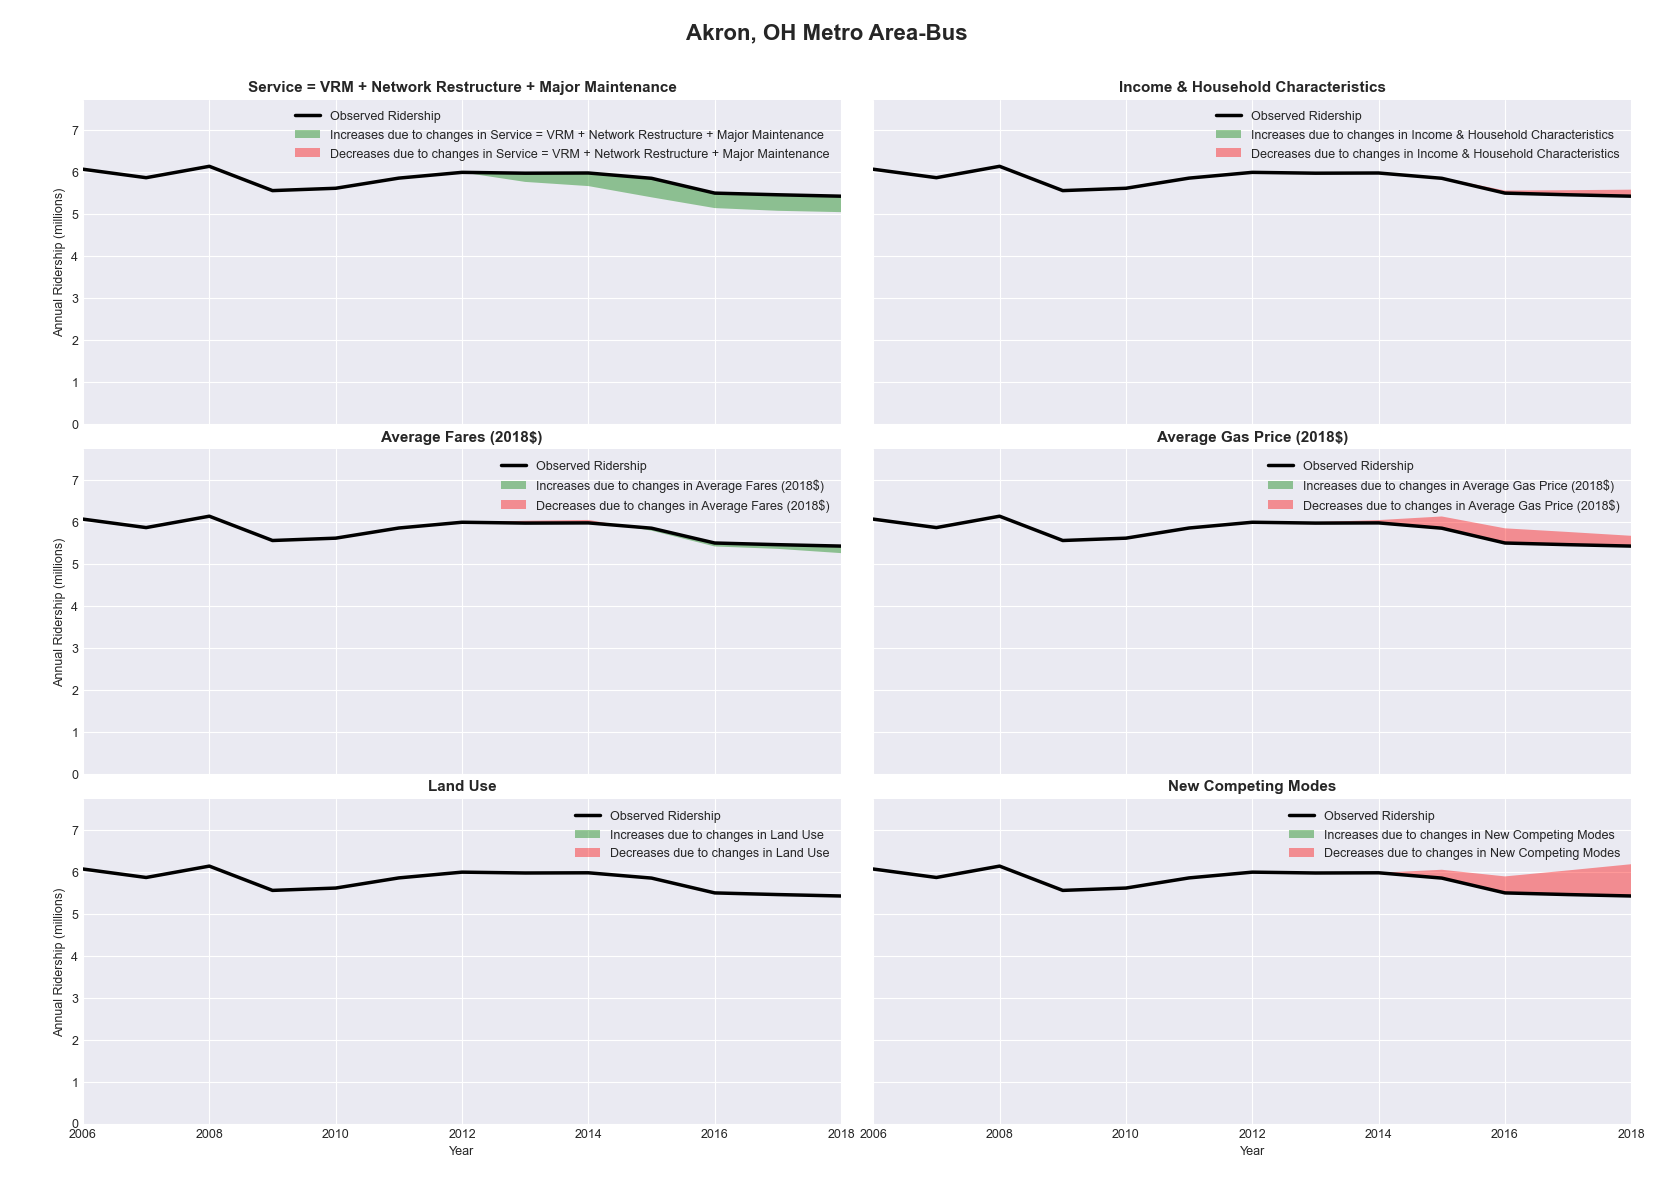 Akron, OH Metro Area-Bus
Service = VRM + Network Restructure + Major Maintenance
Observed Ridership
Increases due to changes in Service = VRM + Network Restructure + Major Maintenance
Decreases due to changes in Service = VRM + Network Restructure + Major Maintenance
Annual Ridership (millions)
7
6
5
4
3
2
1
0
Income & Household Characteristics
Observed Ridership
Increases due to changes in Income & Household Characteristics
Decreases due to changes in Income & Household Characteristics
Average Fares (2018$)
Observed Ridership
Increases due to changes in Average Fares (2018$)
Decreases due to changes in Average Fares (2018$)
Annual Ridership (millions)
7
6
5
4
3
2
1
0
Average Gas Price (2018$)
Observed Ridership
Increases due to changes in Average Gas Price (2018$)
Decreases due to changes in Average Gas Price (2018$)
Land Use
Observed Ridership
Increases due to changes in Land Use
Decreases due to changes in Land Use
Annual Ridership (millions)
7
6
5
4
3
2
1
0
2006 2008 2010 2012 2014 2016 2018
Year
New Competing Modes
Observed Ridership
Increases due to changes in New Competing Modes
Decreases due to changes in New Competing Modes
2006 2008 2010 2012 2014 2016 2018
Year